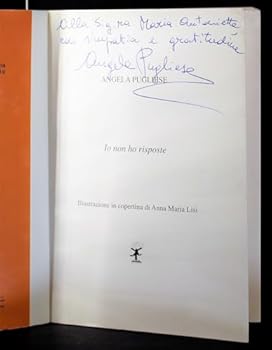 Alla Sig.ra Maria Antonietta
con simpatia e gratitudine
Angela Pugliese
ANGELA PUGLIESE
Io non ho risposte
Illustrazione in copertina di Anna Maria Lisi